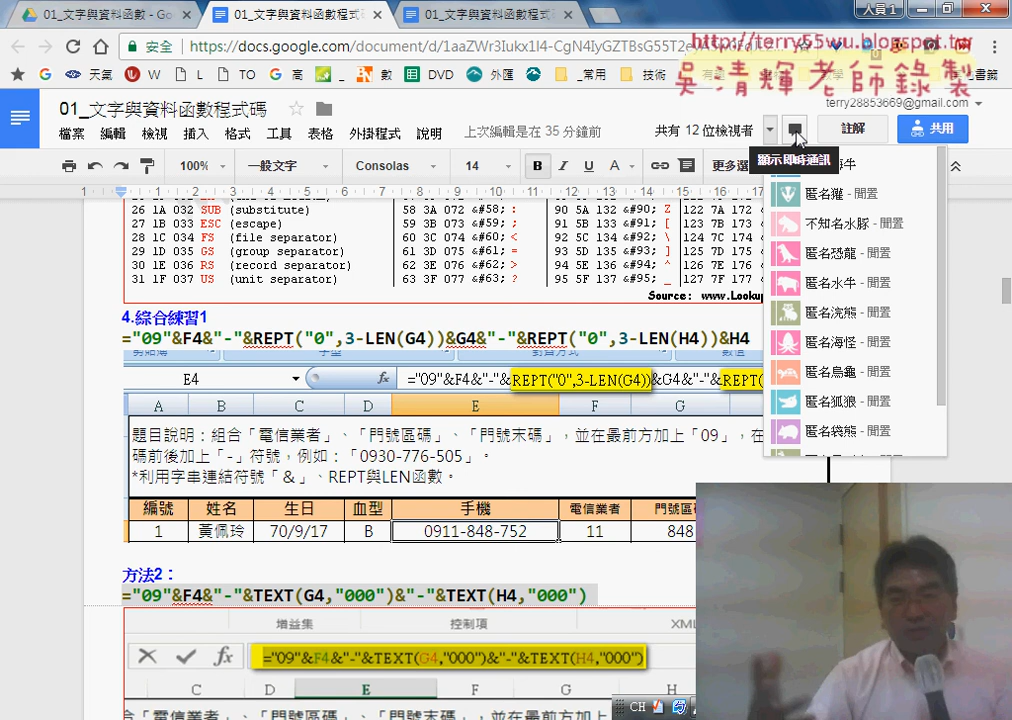 01_文字與資料函數 - Go
01_文字與資料函數程式碼
01_文字與資料函數程式碼
人員 1
安全 https://docs.google.com/document/d/1aaZWr3Iukx1l4-CgN4IyGZTBsG55T2e
http://terry55wu.blogspot.tw
吳清輝老師錄製
天氣 W L TO 高 數 DVD 外匯 _常用 技術
01_文字與資料函數程式碼
terry28853669@gmail.com
檔案 編輯 檢視 插入 格式 工具 表格 外掛程式 說明 上次編輯是在 35 分鐘前
共有 12 位檢視者 註解 共用
100% 一般文字 Consolas 14 B I U A 更多
顯示即時通訊
匿名獾 - 閒置
不知名水豚 - 閒置
匿名恐龍 - 閒置
匿名水牛 - 閒置
匿名浣熊 - 閒置
匿名海怪 - 閒置
匿名烏龜 - 閒置
匿名狐狼 - 閒置
匿名袋熊 - 閒置
26 1A 032 SUB (substitute) 58 3A 072 &#58; : 90 5A 132 &#90; Z 122 7A 172
27 1B 033 ESC (escape) 59 3B 073 &#59; ; 91 5B 133 &#91; [ 123 7B 173
28 1C 034 FS (file separator) 60 3C 074 &#60; < 92 5C 134 &#92; \ 124 7C 174
29 1D 035 GS (group separator) 61 3D 075 &#61; = 93 5D 135 &#93; ] 125 7D 175
30 1E 036 RS (record separator) 62 3E 076 &#62; > 94 5E 136 &#94; ^ 126 7E 176
31 1F 037 US (unit separator) 63 3F 077 &#63; ? 95 5F 137 &#95; _ 127 7F 177
Source: www.Looku
4.綜合練習1
="09"&F4&"-"&REPT("0",3-LEN(G4))&G4&"-"&REPT("0",3-LEN(H4))&H4
剪貼簿 字型 對齊方式 數值
E4 fx ="09"&F4&"-"&REPT("0",3-LEN(G4))&G4&"-"&REPT(
A B C D E F G
題目說明：組合「電信業者」、「門號區碼」、「門號末碼」，並在最前方加上「09」，在
碼前後加上「-」符號，例如：「0930-776-505」。
*利用字串連結符號「&」、REPT與LEN函數。
編號 姓名 生日 血型 手機 電信業者 門號區
1 黃佩玲 70/9/17 B 0911-848-752 11 848
方法2：
="09"&F4&"-"&TEXT(G4,"000")&"-"&TEXT(H4,"000")
增益集 控制項 XML
fx ="09"&F4&"-"&TEXT(G4,"000")&"-"&TEXT(H4,"000")
C D E F G H
合「電信業者」、「門號區碼」、「門號末碼」，並在最前方加上
CH